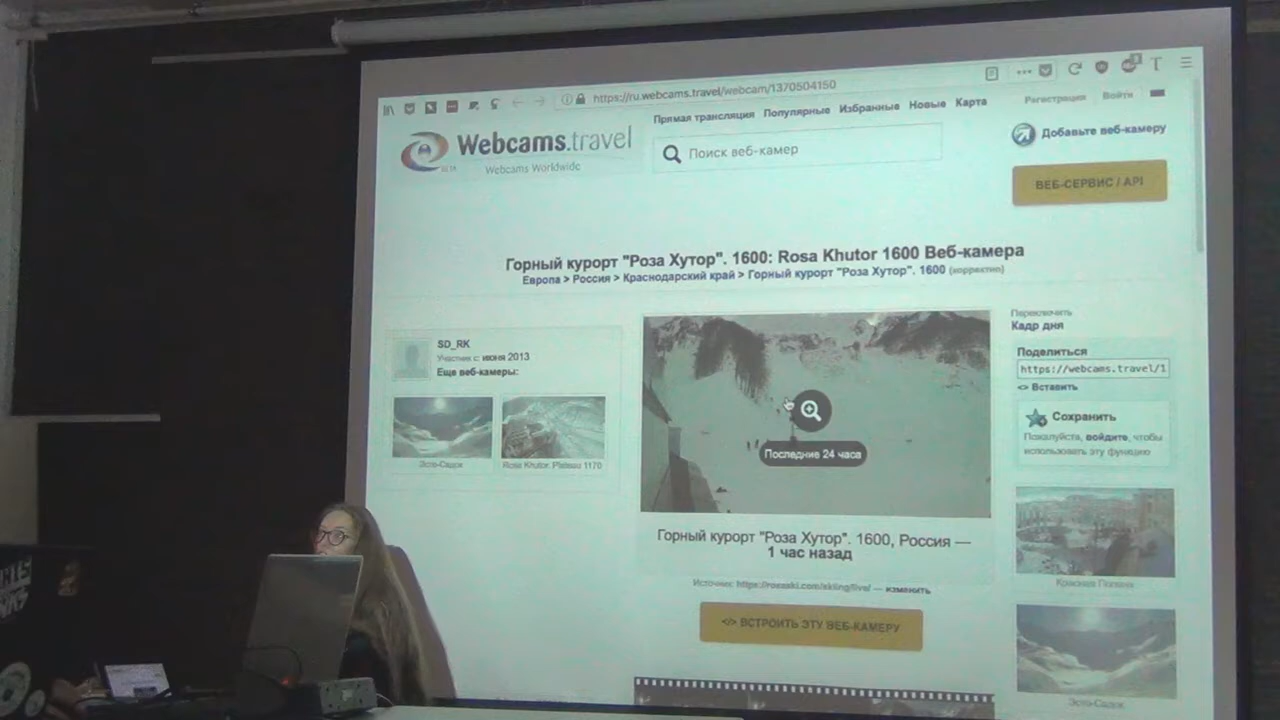 https://ru.webcams.travel/webcam/1370504150
Прямая трансляция Популярные Избранные Новые Карта
Регистрация Войти
Webcams.travel
BETA
Webcams Worldwide
Поиск веб-камер
Добавьте веб-камеру
ВЕБ-СЕРВИС / API
Горный курорт "Роза Хутор". 1600: Rosa Khutor 1600 Веб-камера
Европа > Россия > Краснодарский край > Горный курорт "Роза Хутор". 1600 (корректив)
SD_RK
Участник с: июня 2013
Еще веб-камеры:
Эсто-Садок
Rosa Khutor. Plateau 1170
Последние 24 часа
Горный курорт "Роза Хутор". 1600, Россия —
1 час назад
Источник: https://rosaski.com/skiing/live/ — изменить
</> ВСТРОИТЬ ЭТУ ВЕБ-КАМЕРУ
Переключить
Кадр дня
Поделиться
https://webcams.travel/1
<> Вставить
Сохранить
Пожалуйста, войдите, чтобы
использовать эту функцию
Красная Поляна
Эсто-Садок